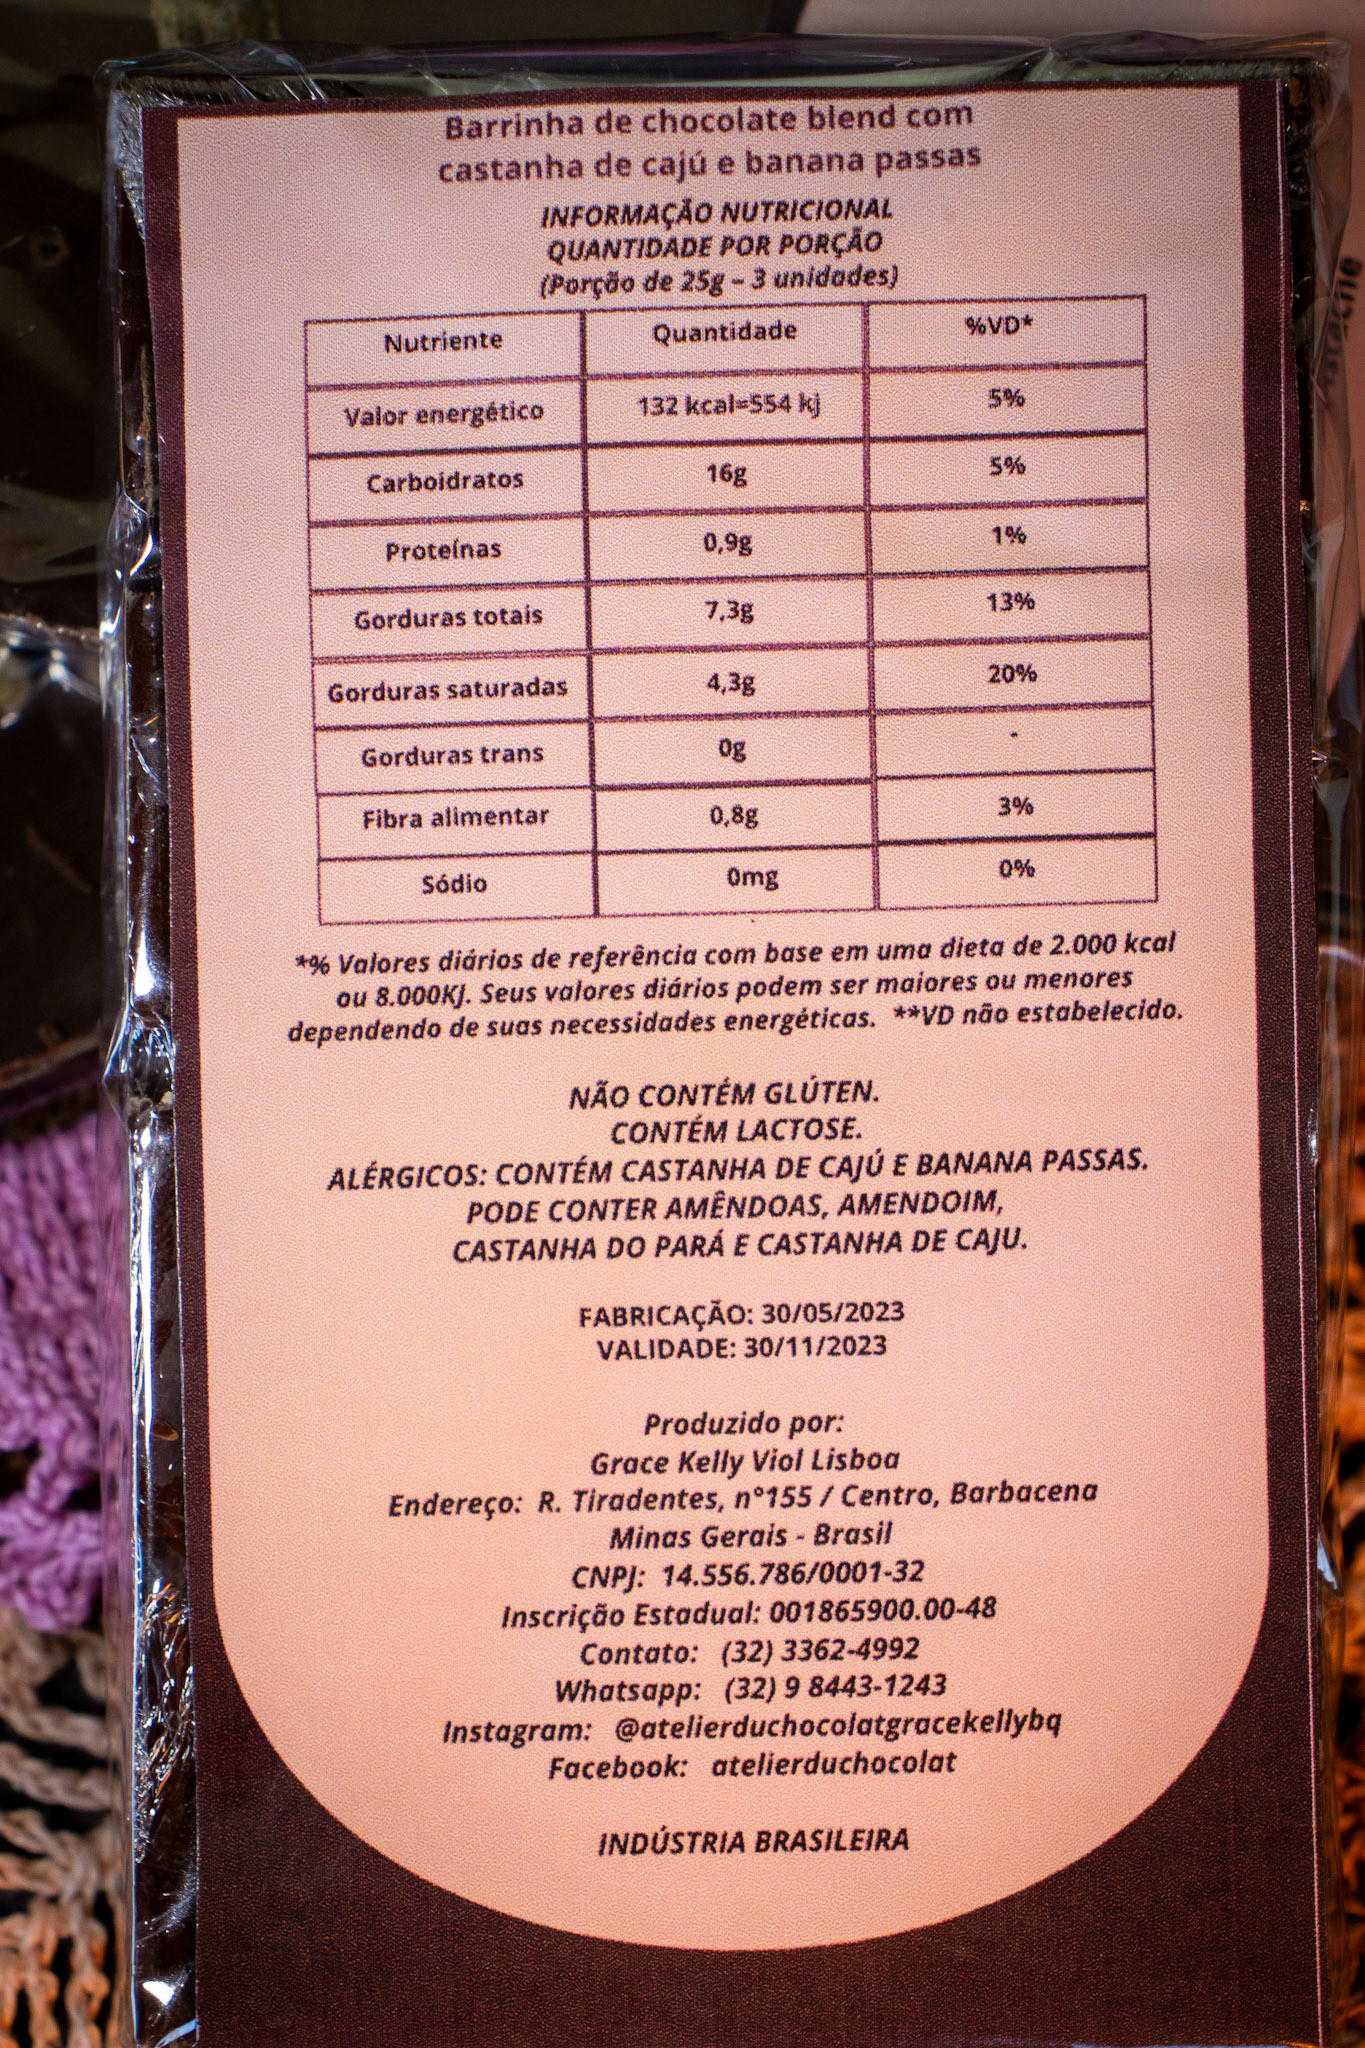 Barrinha de chocolate blend com
castanha de cajú e banana passas
INFORMAÇÃO NUTRICIONAL
QUANTIDADE POR PORÇÃO
(Porção de 25g – 3 unidades)
Nutriente Quantidade %VD*
Valor energético 132 kcal=554 kj 5%
Carboidratos 16g 5%
Proteínas 0,9g 1%
Gorduras totais 7,3g 13%
Gorduras saturadas 4,3g 20%
Gorduras trans 0g -
Fibra alimentar 0,8g 3%
Sódio 0mg 0%
*% Valores diários de referência com base em uma dieta de 2.000 kcal
ou 8.000KJ. Seus valores diários podem ser maiores ou menores
dependendo de suas necessidades energéticas. **VD não estabelecido.
NÃO CONTÉM GLÚTEN.
CONTÉM LACTOSE.
ALÉRGICOS: CONTÉM CASTANHA DE CAJÚ E BANANA PASSAS.
PODE CONTER AMÊNDOAS, AMENDOIM,
CASTANHA DO PARÁ E CASTANHA DE CAJU.
FABRICAÇÃO: 30/05/2023
VALIDADE: 30/11/2023
Produzido por:
Grace Kelly Viol Lisboa
Endereço: R. Tiradentes, n°155 / Centro, Barbacena
Minas Gerais - Brasil
CNPJ: 14.556.786/0001-32
Inscrição Estadual: 001865900.00-48
Contato: (32) 3362-4992
Whatsapp: (32) 9 8443-1243
Instagram: @atelierduchocolatgracekellybq
Facebook: atelierduchocolat
INDÚSTRIA BRASILEIRA